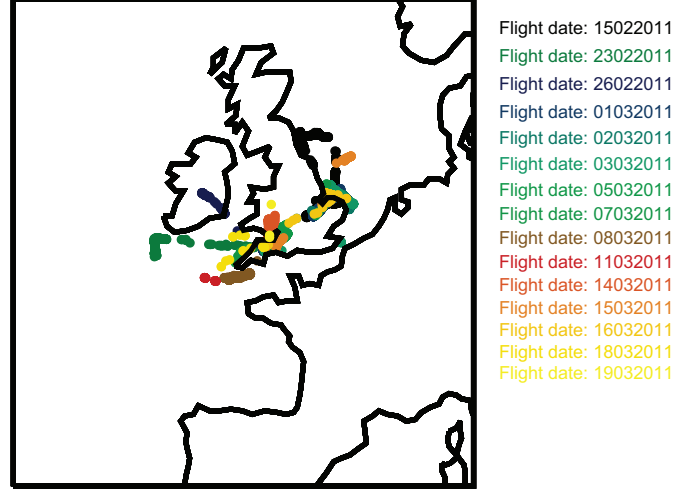 Flight date: 15022011
Flight date: 23022011
Flight date: 26022011
Flight date: 01032011
Flight date: 02032011
Flight date: 03032011
Flight date: 05032011
Flight date: 07032011
Flight date: 08032011
Flight date: 11032011
Flight date: 14032011
Flight date: 15032011
Flight date: 16032011
Flight date: 18032011
Flight date: 19032011